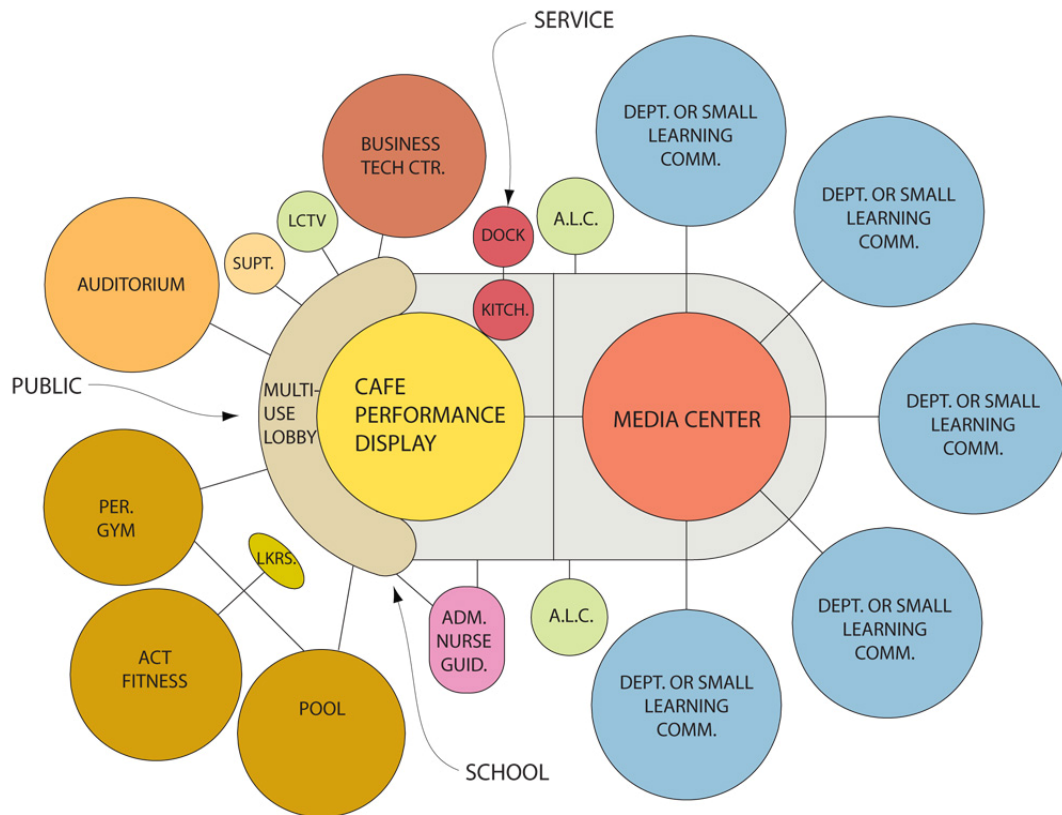 SERVICE
DEPT. OR SMALL
LEARNING
COMM.
BUSINESS
TECH CTR.
DEPT. OR SMALL
LEARNING
COMM.
LCTV
A.L.C.
DOCK
SUPT.
AUDITORIUM
KITCH.
PUBLIC
MULTI-
USE
LOBBY
CAFE
PERFORMANCE
DISPLAY
MEDIA CENTER
DEPT. OR SMALL
LEARNING
COMM.
PER.
GYM
LKRS.
ADM.
NURSE
GUID.
A.L.C.
DEPT. OR SMALL
LEARNING
COMM.
ACT
FITNESS
POOL
DEPT. OR SMALL
LEARNING
COMM.
SCHOOL